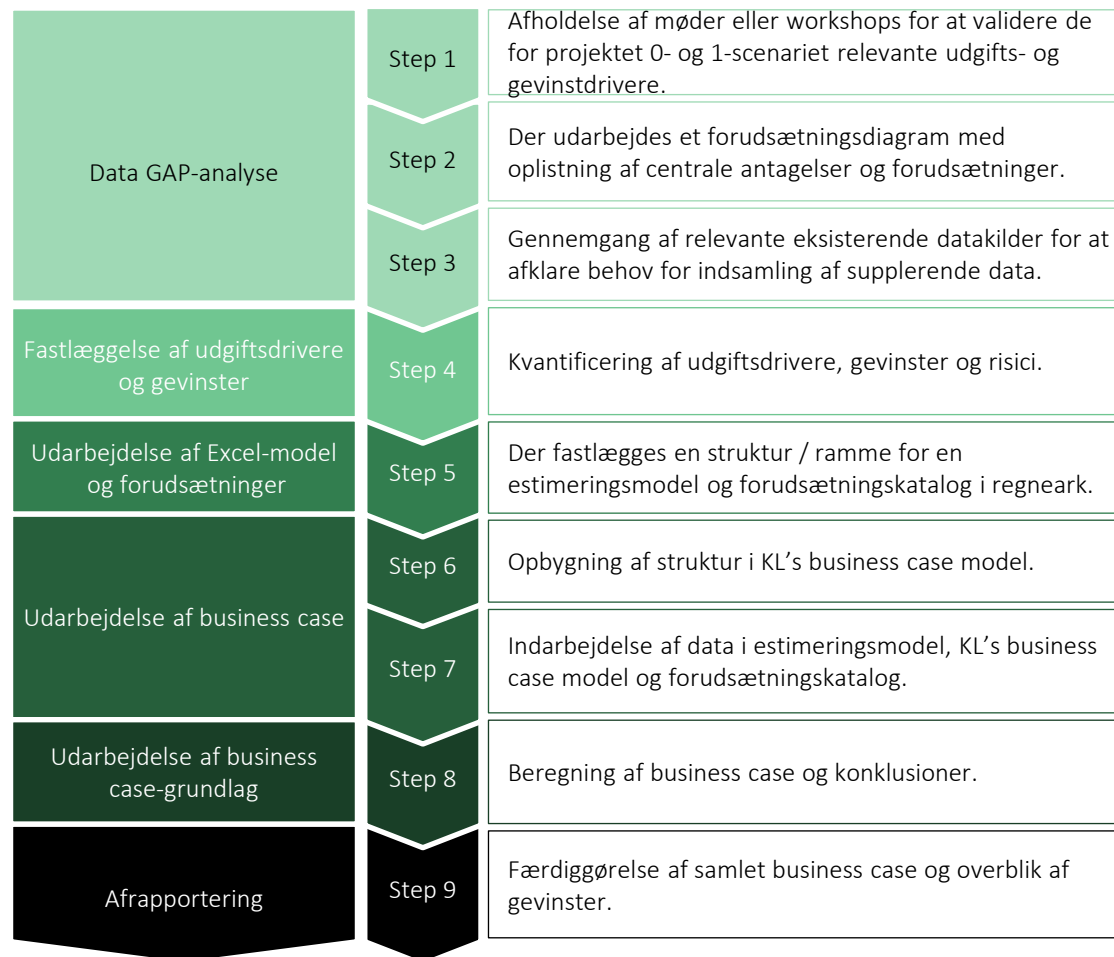 Data GAP-analyse
Step 1
Afholdelse af møder eller workshops for at validere de
for projektet 0- og 1-scenariet relevante udgifts- og
gevinstdrivere.
Step 2
Der udarbejdes et forudsætningsdiagram med
oplistning af centrale antagelser og forudsætninger.
Step 3
Gennemgang af relevante eksisterende datakilder for at
afklare behov for indsamling af supplerende data.
Fastlæggelse af udgiftsdrivere
og gevinster
Step 4
Kvantificering af udgiftsdrivere, gevinster og risici.
Udarbejdelse af Excel-model
og forudsætninger
Step 5
Der fastlægges en struktur / ramme for en
estimeringsmodel og forudsætningskatalog i regneark.
Udarbejdelse af business case
Step 6
Opbygning af struktur i KL’s business case model.
Step 7
Indarbejdelse af data i estimeringsmodel, KL’s business
case model og forudsætningskatalog.
Udarbejdelse af business
case-grundlag
Step 8
Beregning af business case og konklusioner.
Afrapportering
Step 9
Færdiggørelse af samlet business case og overblik af
gevinster.